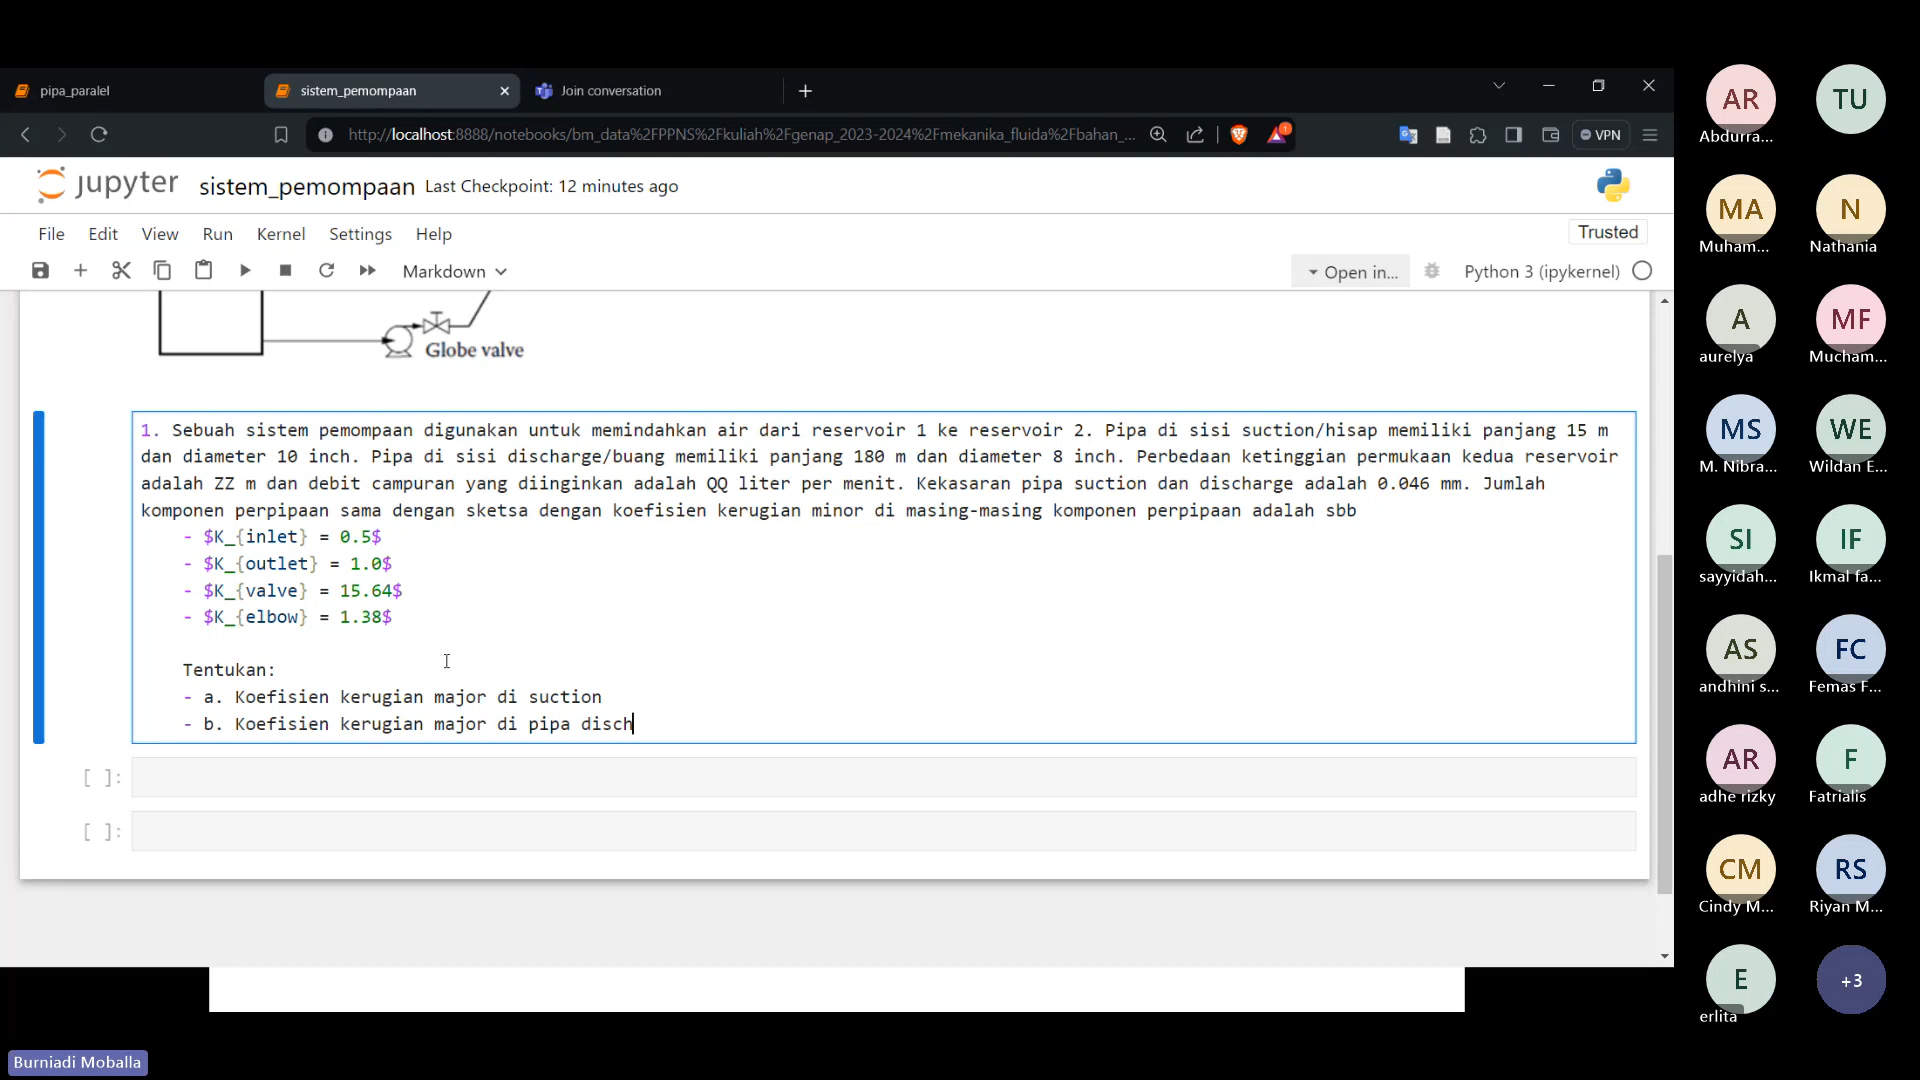 pipa_paralel
sistem_pemompaan
Join conversation
http://localhost:8888/notebooks/bm_data%2FPPNS%2Fkuliah%2Fgenap_2023-2024%2Fmekanika_fluida%2Fbahan_...
1
VPN
jupyter
sistem_pemompaan Last Checkpoint: 12 minutes ago
File Edit View Run Kernel Settings Help
Trusted
Markdown
Open in...
Python 3 (ipykernel)
Globe valve
1. Sebuah sistem pemompaan digunakan untuk memindahkan air dari reservoir 1 ke reservoir 2. Pipa di sisi suction/hisap memiliki panjang 15 m
dan diameter 10 inch. Pipa di sisi discharge/buang memiliki panjang 180 m dan diameter 8 inch. Perbedaan ketinggian permukaan kedua reservoir
adalah ZZ m dan debit campuran yang diinginkan adalah QQ liter per menit. Kekasaran pipa suction dan discharge adalah 0.046 mm. Jumlah
komponen perpipaan sama dengan sketsa dengan koefisien kerugian minor di masing-masing komponen perpipaan adalah sbb
- $K_{inlet} = 0.5$
- $K_{outlet} = 1.0$
- $K_{valve} = 15.64$
- $K_{elbow} = 1.38$
Tentukan:
- a. Koefisien kerugian major di suction
- b. Koefisien kerugian major di pipa disch
[ ]:
[ ]:
AR
Abdurra...
TU
MA
Muham...
N
Nathania
A
aurelya
MF
Mucham...
MS
M. Nibra...
WE
Wildan E...
SI
sayyidah...
IF
Ikmal fa...
AS
andhini s...
FC
Femas F...
AR
adhe rizky
F
Fatrialis
CM
Cindy M...
RS
Riyan M...
E
erlita
+3
Burniadi Moballa